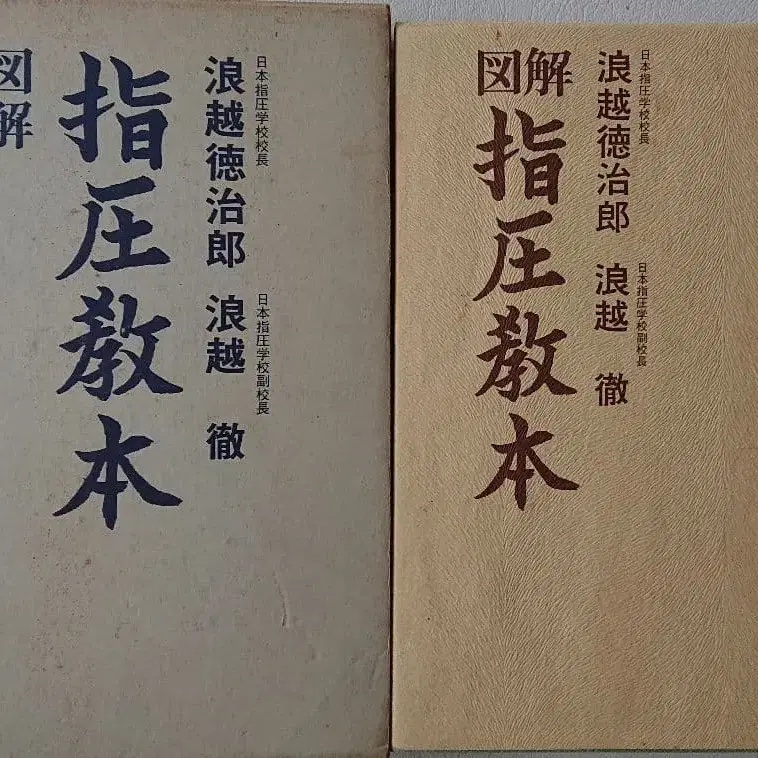 日本指圧学校校長
浪越徳治郎
日本指圧学校副校長
浪越 徹
図解
指圧教本
日本指圧学校校長
浪越徳治郎
日本指圧学校副校長
浪越 徹
図解
指圧教本